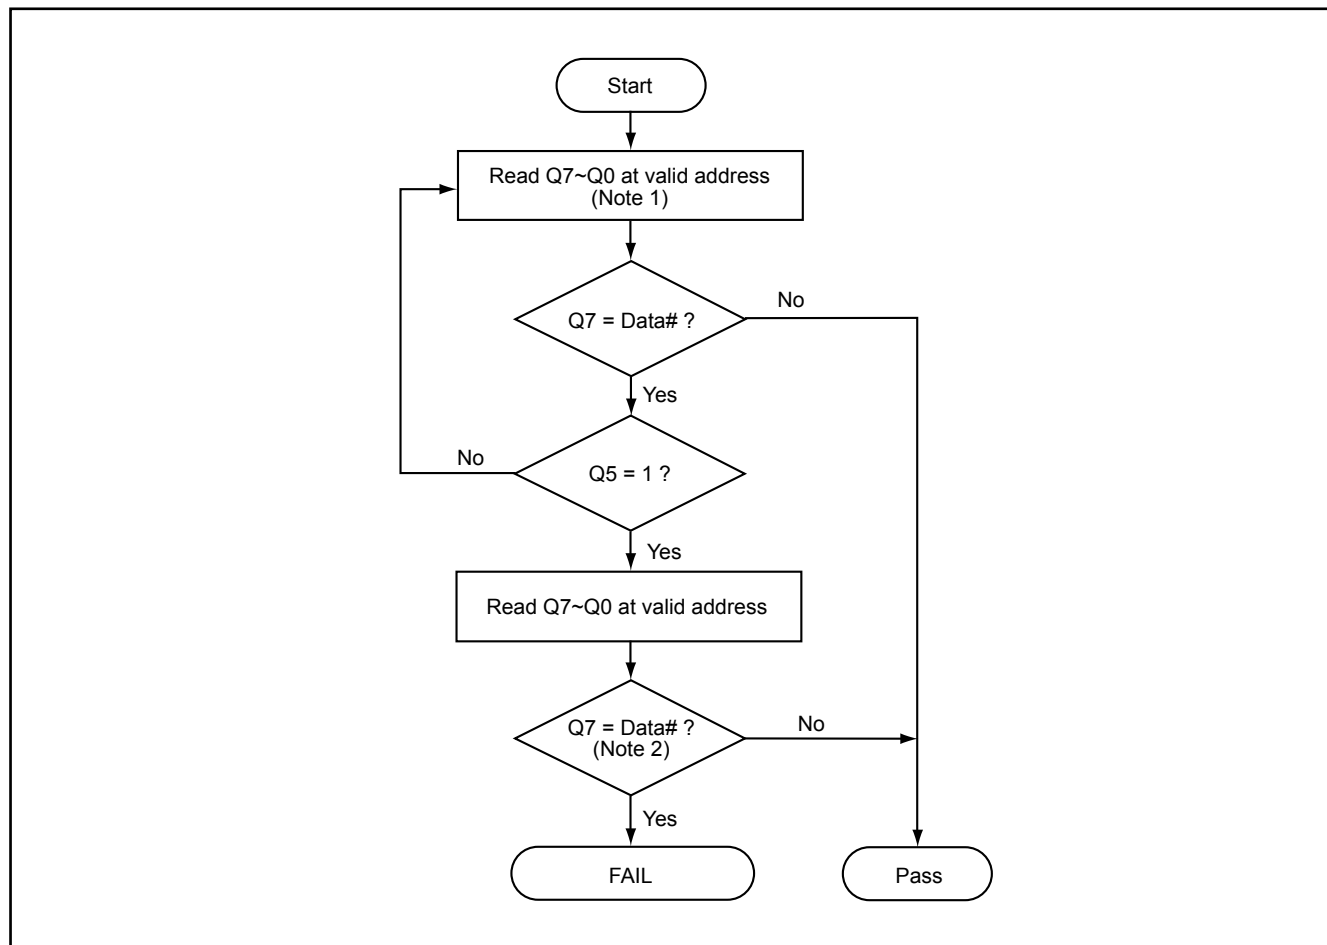 Start
Read Q7~Q0 at valid address
(Note 1)
No
Q7 = Data# ?
Yes
No
Q5 = 1 ?
Yes
Read Q7~Q0 at valid address
Q7 = Data# ?
(Note 2)
No
Yes
FAIL
Pass